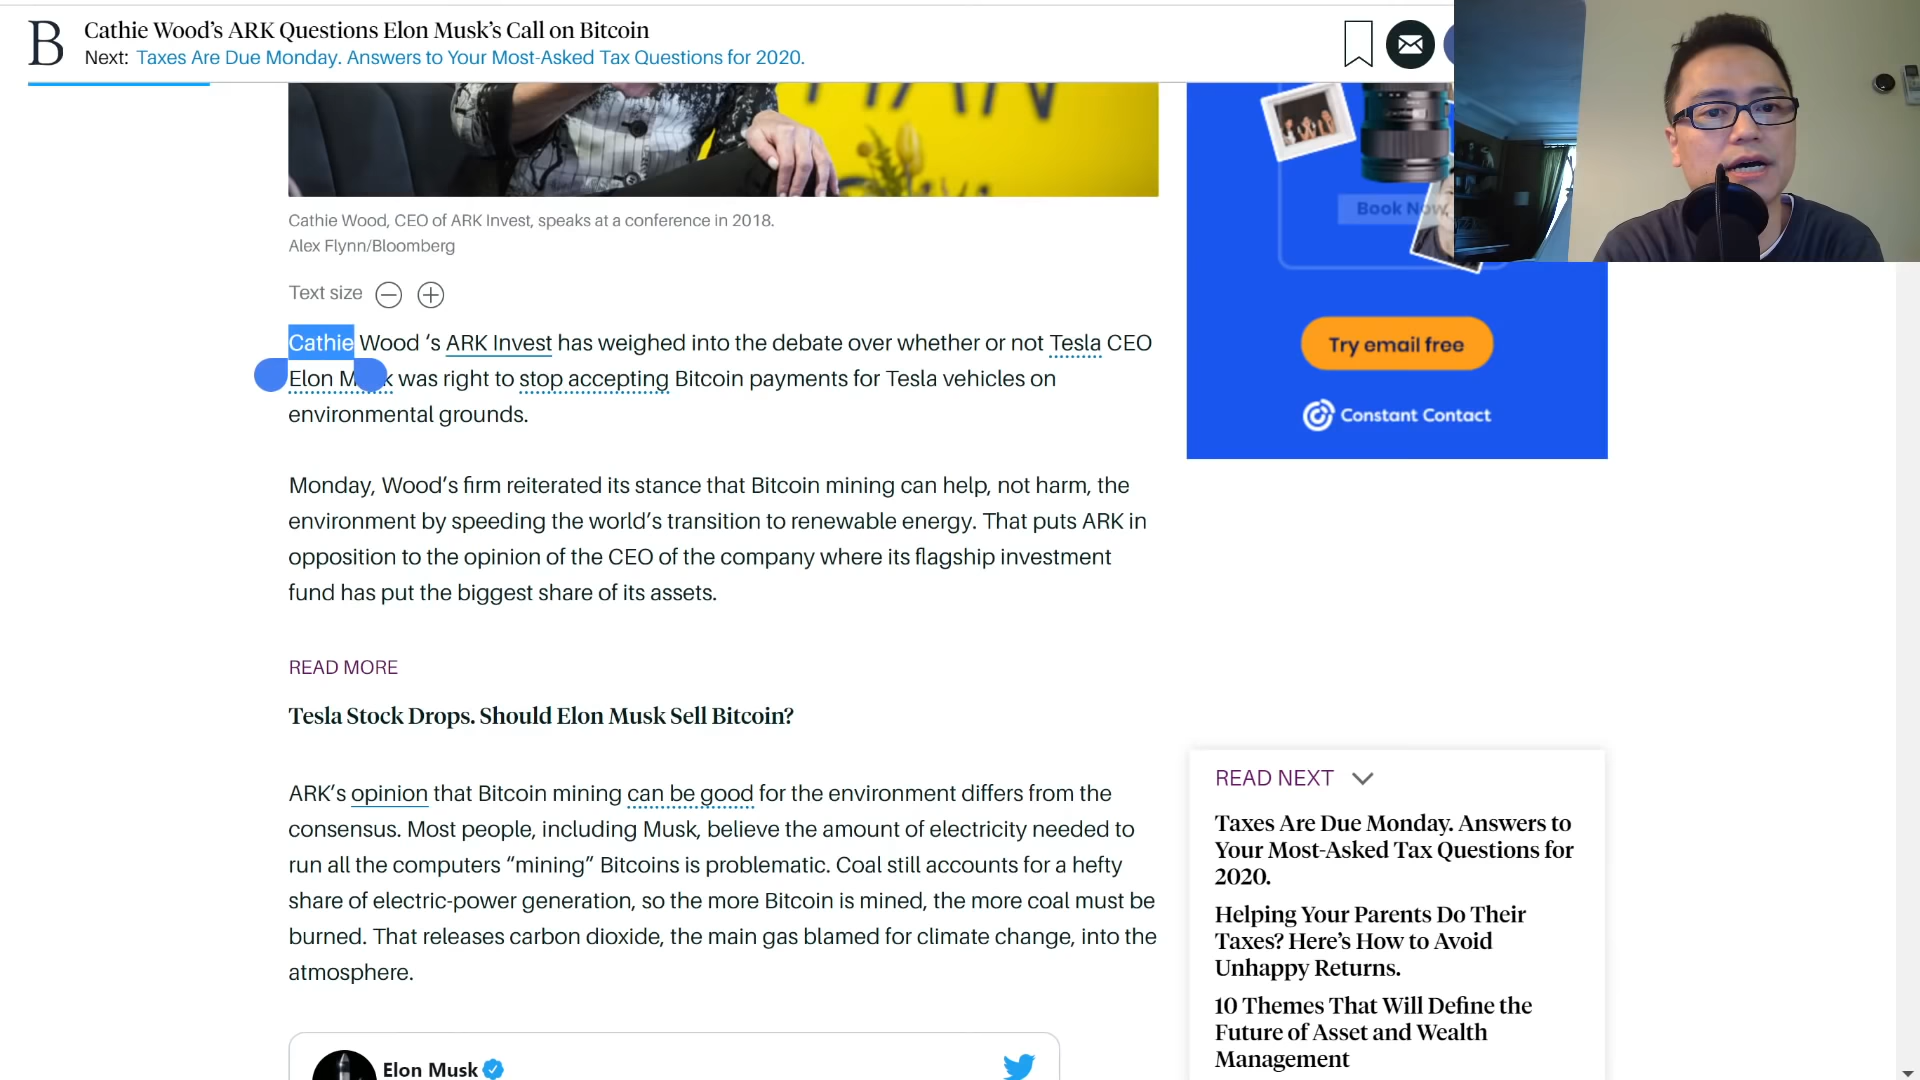 B
Cathie Wood’s ARK Questions Elon Musk’s Call on Bitcoin
Next: Taxes Are Due Monday. Answers to Your Most-Asked Tax Questions for 2020.
Book Now
Cathie Wood, CEO of ARK Invest, speaks at a conference in 2018.
Alex Flynn/Bloomberg
Text size
Cathie Wood ’s ARK Invest has weighed into the debate over whether or not Tesla CEO
Elon Musk was right to stop accepting Bitcoin payments for Tesla vehicles on
environmental grounds.
Monday, Wood’s firm reiterated its stance that Bitcoin mining can help, not harm, the
environment by speeding the world’s transition to renewable energy. That puts ARK in
opposition to the opinion of the CEO of the company where its flagship investment
fund has put the biggest share of its assets.
READ MORE
Tesla Stock Drops. Should Elon Musk Sell Bitcoin?
ARK’s opinion that Bitcoin mining can be good for the environment differs from the
consensus. Most people, including Musk, believe the amount of electricity needed to
run all the computers “mining” Bitcoins is problematic. Coal still accounts for a hefty
share of electric-power generation, so the more Bitcoin is mined, the more coal must be
burned. That releases carbon dioxide, the main gas blamed for climate change, into the
atmosphere.
Elon Musk
Try email free
Constant Contact
READ NEXT
Taxes Are Due Monday. Answers to
Your Most-Asked Tax Questions for
2020.
Helping Your Parents Do Their
Taxes? Here’s How to Avoid
Unhappy Returns.
10 Themes That Will Define the
Future of Asset and Wealth
Management